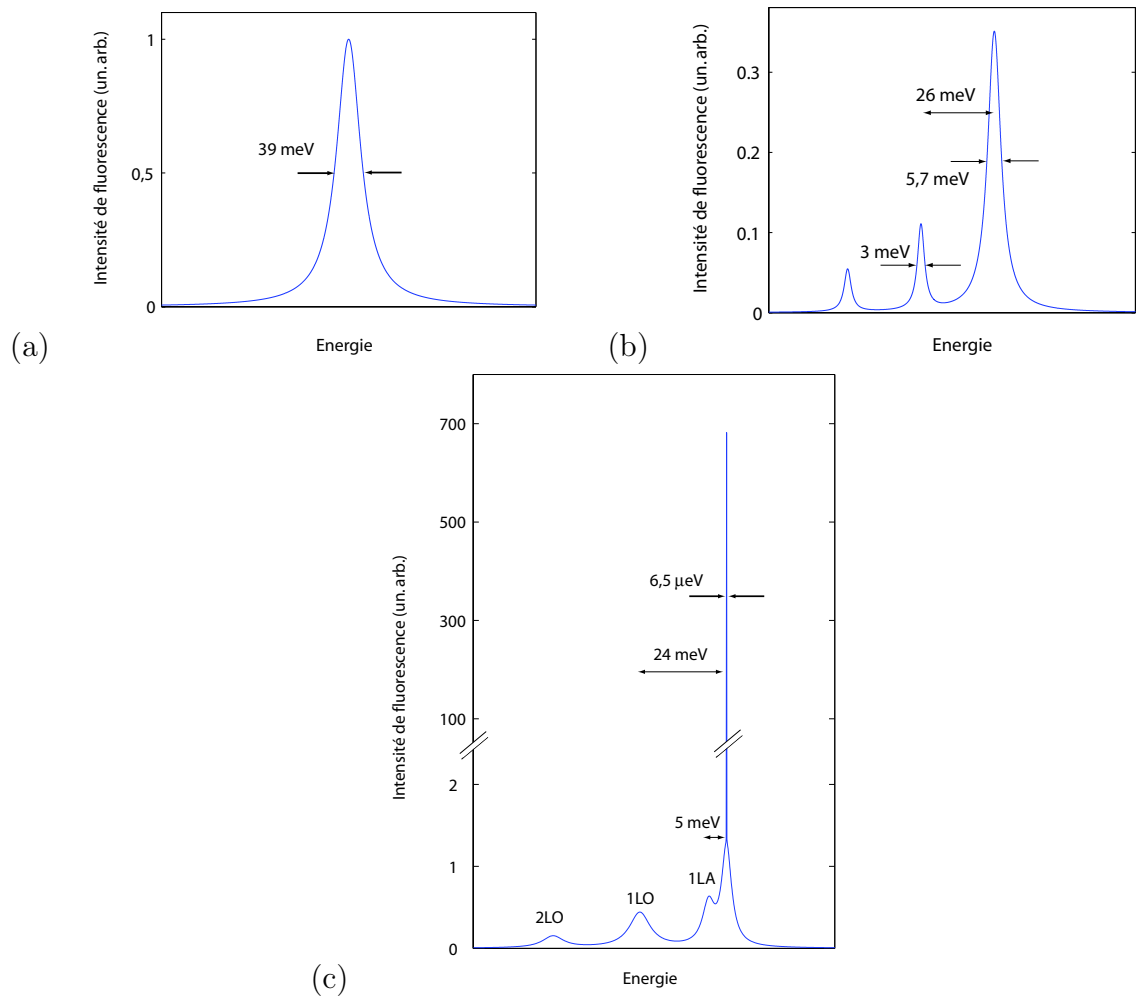 Intensité de fluorescence (un. arb.)
1
0,5
0
39 meV
Energie
(a)
Intensité de fluorescence (un. arb.)
0.3
0.2
0.1
0
26 meV
5,7 meV
3 meV
Energie
(b)
Intensité de fluorescence (un. arb.)
700
500
300
100
2
1
0
6,5 µeV
24 meV
5 meV
1LA
1LO
2LO
Energie
(c)